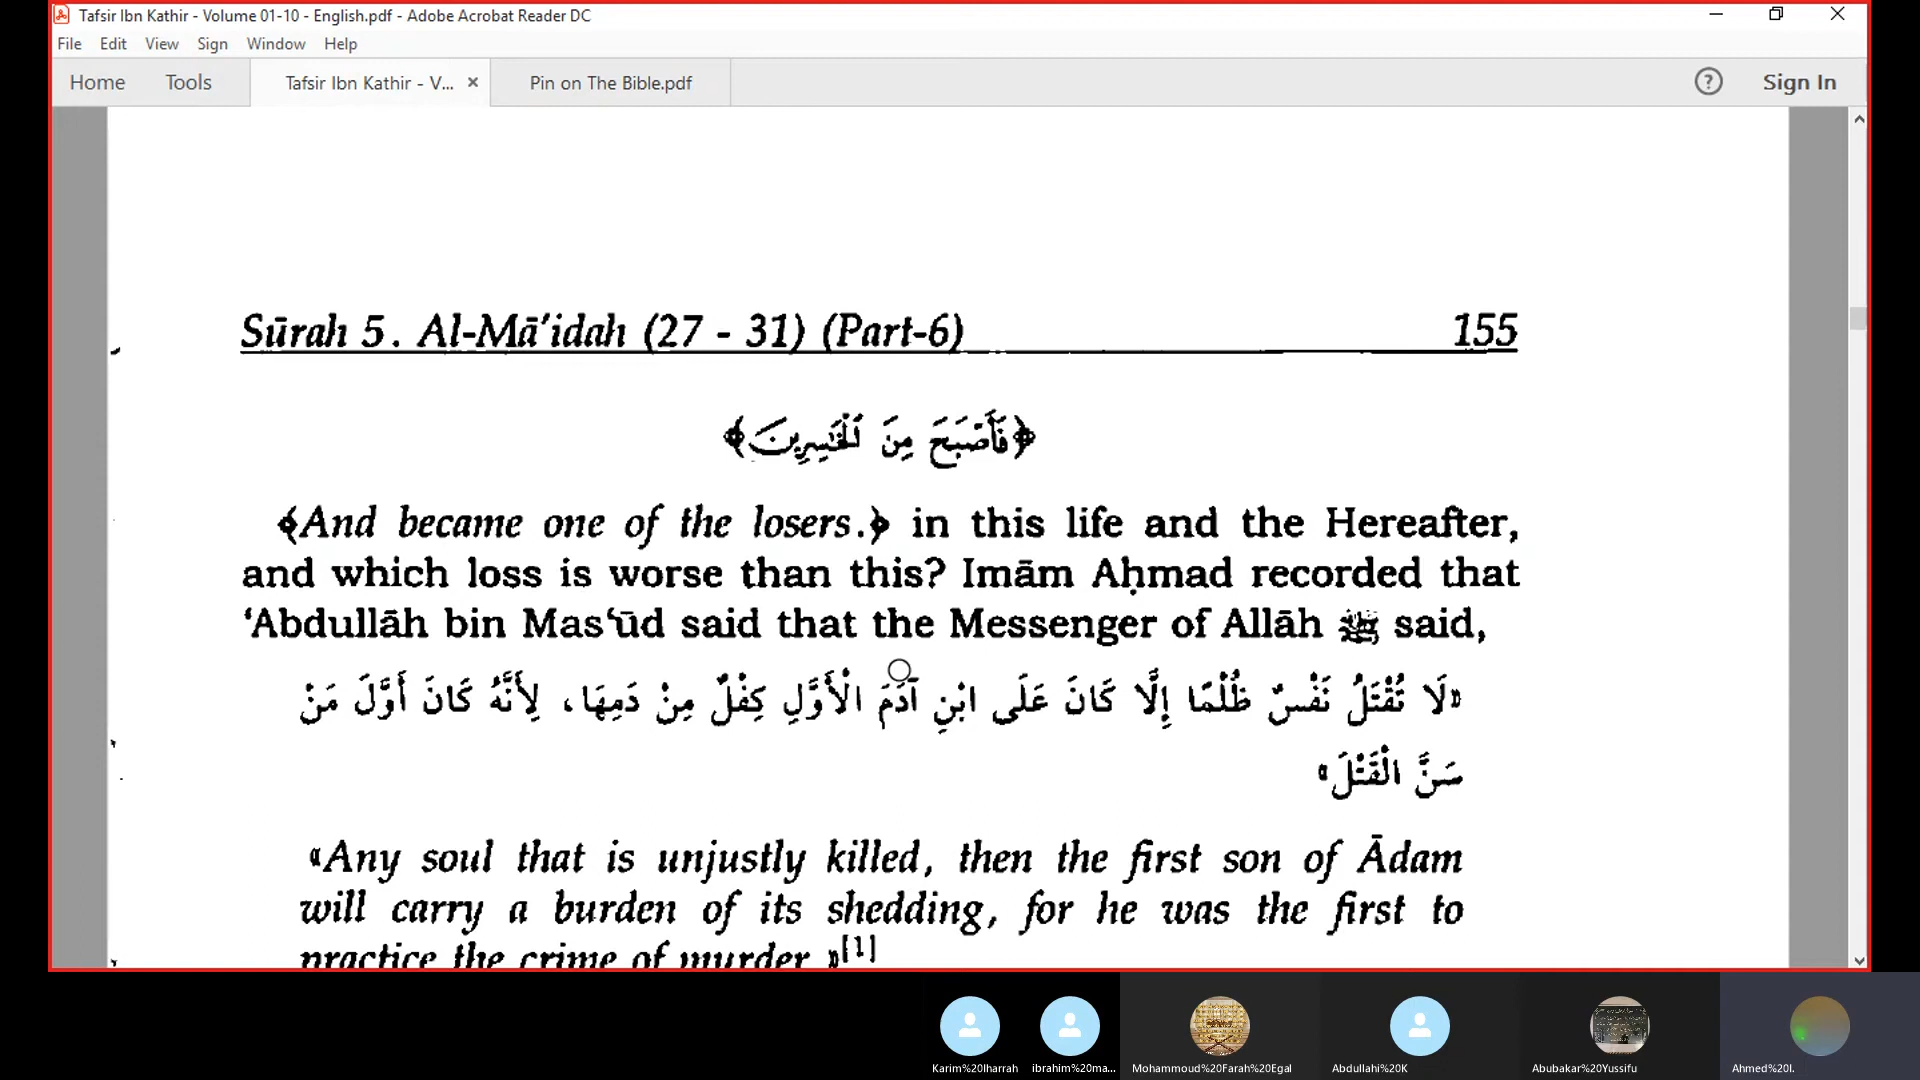 Tafsir Ibn Kathir - Volume 01-10 - English.pdf - Adobe Acrobat Reader DC
File Edit View Sign Window Help
Home Tools Tafsir Ibn Kathir - V... × Pin on The Bible.pdf ? Sign In
Sūrah 5. Al-Mā'idah (27 - 31) (Part-6) 155
﴿فَأَصْبَحَ مِنَ ٱلْخَٰسِرِينَ﴾
﴾And became one of the losers.﴿ in this life and the Hereafter,
and which loss is worse than this? Imām Aḥmad recorded that
‘Abdullāh bin Mas‘ūd said that the Messenger of Allāh ﷺ said,
«لَا تُقْتَلُ نَفْسٌ ظُلْمًا إِلَّا كَانَ عَلَى ابْنِ آدَمَ الْأَوَّلِ كِفْلٌ مِنْ دَمِهَا، لِأَنَّهُ كَانَ أَوَّلَ مَنْ
سَنَّ الْقَتْلَ»
«Any soul that is unjustly killed, then the first son of Ādam
will carry a burden of its shedding, for he was the first to
practice the crime of murder.»[1]
Karim%20Iharrah ibrahim%20ma... Mohammoud%20Farah%20Egal Abdullahi%20K Abubakar%20Yussifu Ahmed%20I.